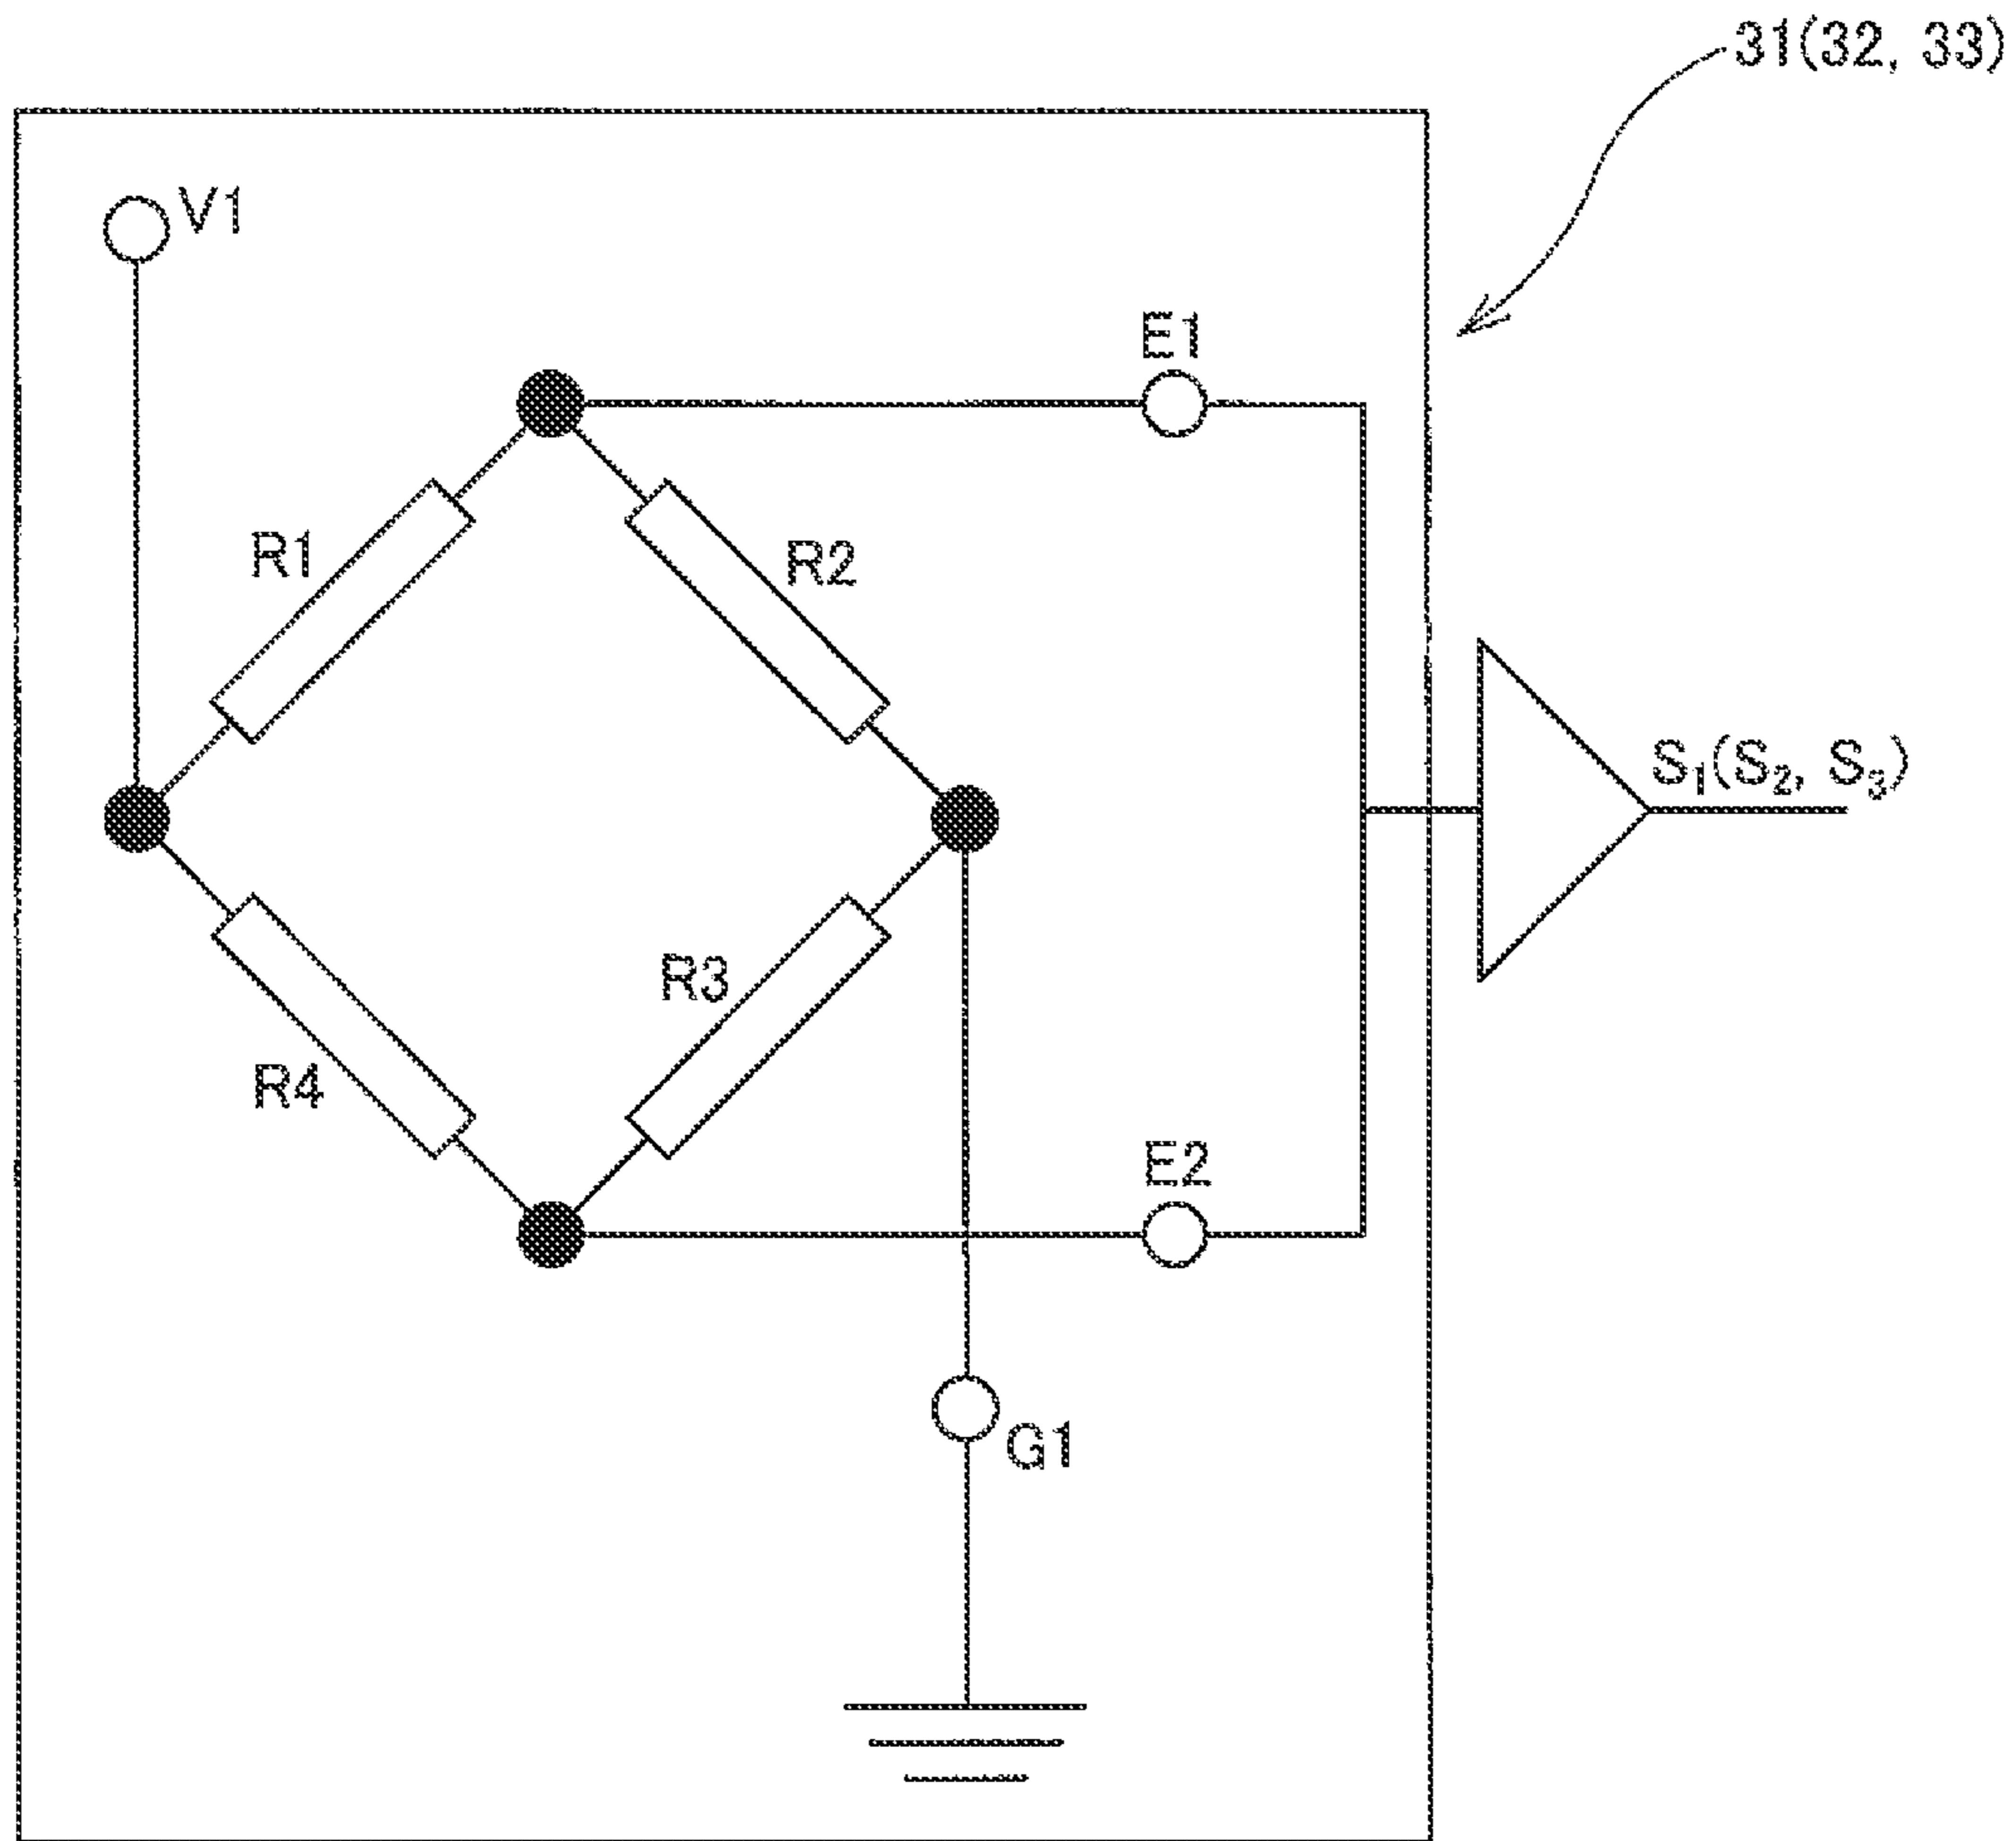 31(32, 33)
V1
E1
R1
R2
S₁(S₂, S₃)
R3
R4
E2
G1